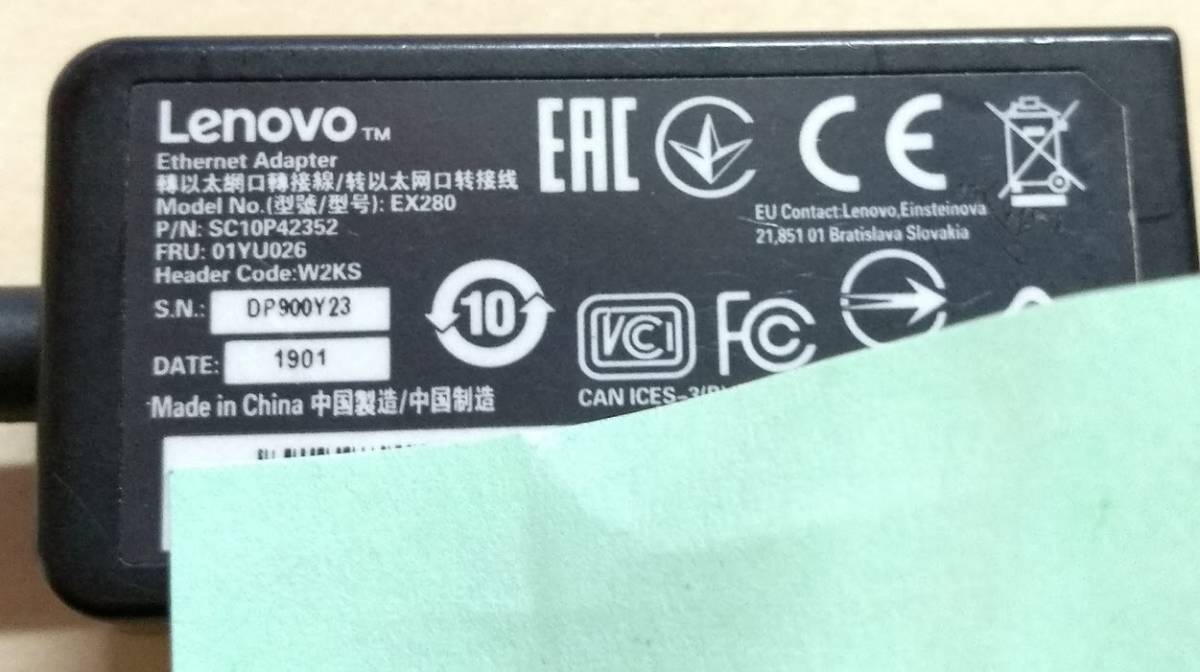 Lenovo™
Ethernet Adapter
轉以太網口轉接線/转以太网口转接线
Model No.(型號/型号): EX280
P/N: SC10P42352
FRU: 01YU026
Header Code:W2KS
S.N.: DP900Y23
DATE: 1901
Made in China 中国製造/中国制造
EAC
CE
EU Contact:Lenovo,Einsteinova
21,851 01 Bratislava Slovakia
10
VCI
FC
CAN ICES-3